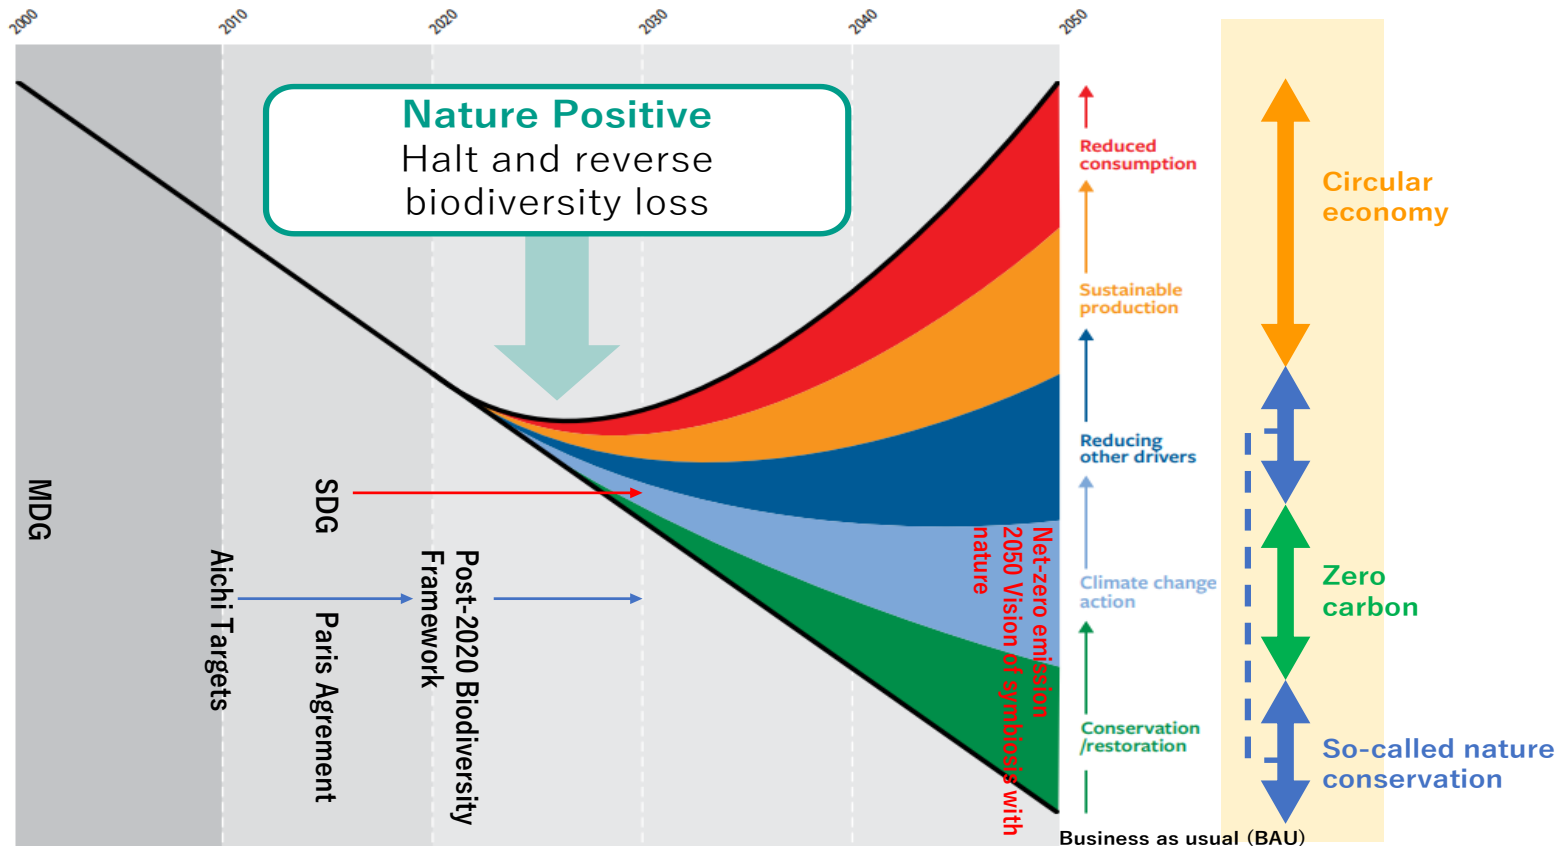 2000
2010
2020
2030
2040
2050
Nature Positive
Halt and reverse
biodiversity loss
Reduced
consumption
Sustainable
production
Reducing
other drivers
Climate change
action
Conservation
/restoration
Business as usual (BAU)
Circular
economy
Zero
carbon
So-called nature
conservation
MDG
Aichi Targets
SDG
Paris Agrement
Post-2020 Biodiversity
Framework
Net-zero emission
2050 Vision of symbiosis with
nature